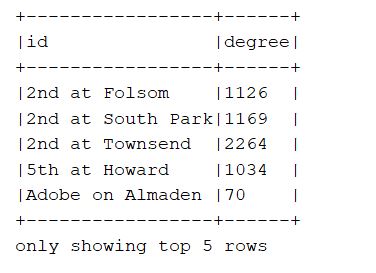 +-----------------+------+
|id               |degree|
+-----------------+------+
|2nd at Folsom    |1126  |
|2nd at South Park|1169  |
|2nd at Townsend  |2264  |
|5th at Howard    |1034  |
|Adobe on Almaden |70    |
+-----------------+------+
only showing top 5 rows